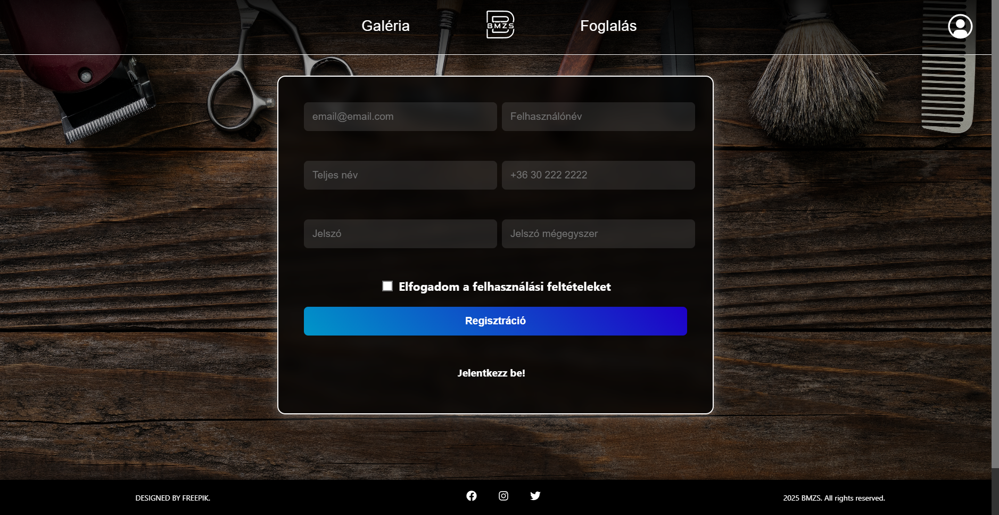 Galéria
BMZS
Foglalás
email@email.com
Felhasználónév
Teljes név
+36 30 222 2222
Jelszó
Jelszó mégegyszer
Elfogadom a felhasználási feltételeket
Regisztráció
Jelentkezz be!
DESIGNED BY FREEPIK.
2025 BMZS. All rights reserved.